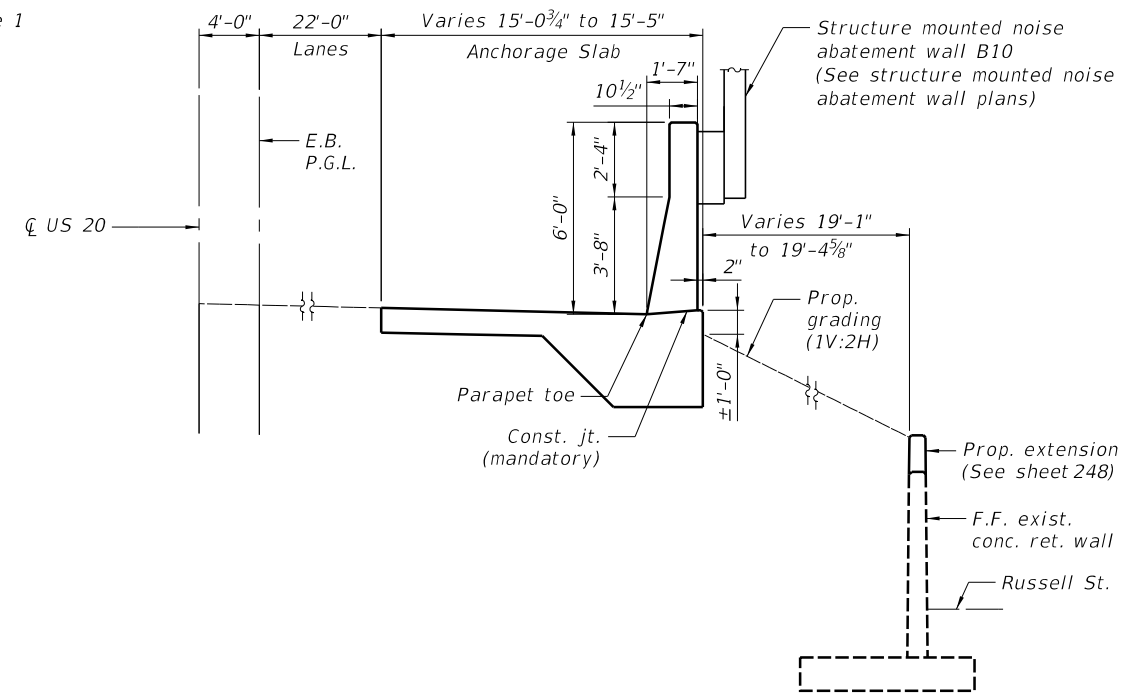 e 1
4'-0"
22'-0"
Lanes
Varies 15'-0¾" to 15'-5"
Anchorage Slab
Structure mounted noise
abatement wall B10
(See structure mounted noise
abatement wall plans)
1'-7"
10½"
E.B.
P.G.L.
2'-4"
6'-0"
3'-8"
℄ US 20
Varies 19'-1"
to 19'-4⅝"
2"
Prop.
grading
(1V:2H)
±1'-0"
Parapet toe
Const. jt.
(mandatory)
Prop. extension
(See sheet 248)
F.F. exist.
conc. ret. wall
Russell St.